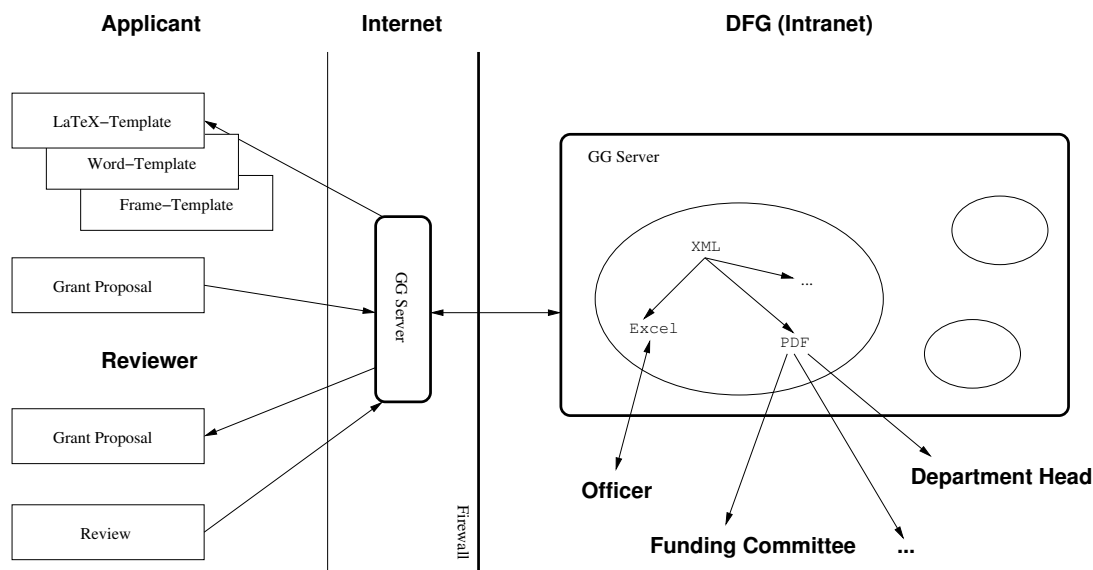 Applicant
Internet
DFG (Intranet)
LaTeX−Template
Word−Template
Frame−Template
Grant Proposal
GG Server
Reviewer
Grant Proposal
Review
Firewall
GG Server
XML
...
Excel
PDF
Officer
Department Head
Funding Committee
...